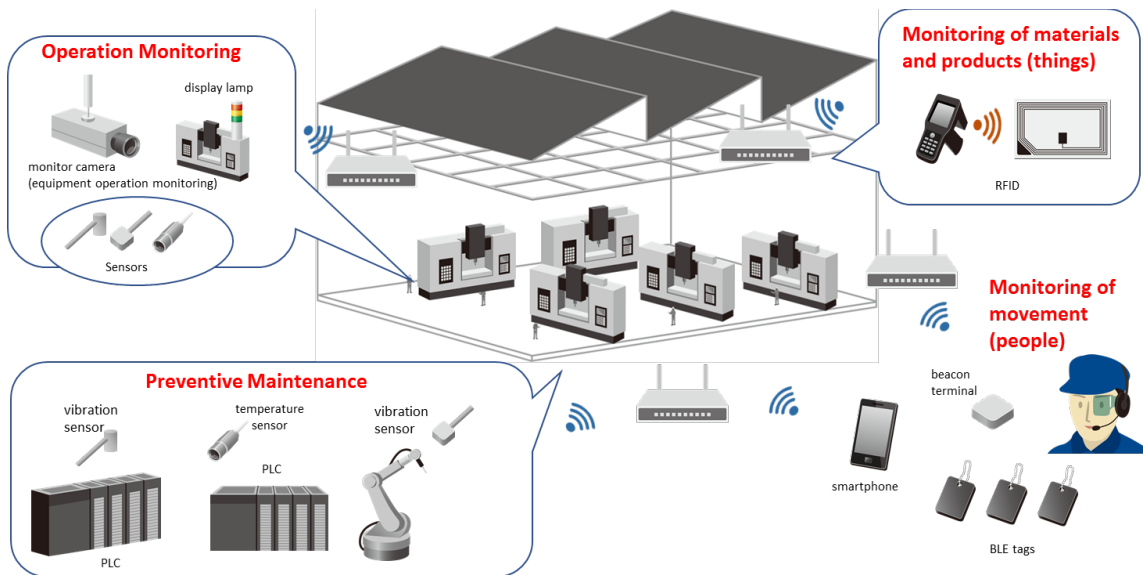 Operation Monitoring
display lamp
monitor camera
(equipment operation monitoring)
Sensors
Monitoring of materials
and products (things)
RFID
Monitoring of
movement
(people)
beacon
terminal
smartphone
BLE tags
Preventive Maintenance
vibration
sensor
PLC
temperature
sensor
PLC
vibration
sensor